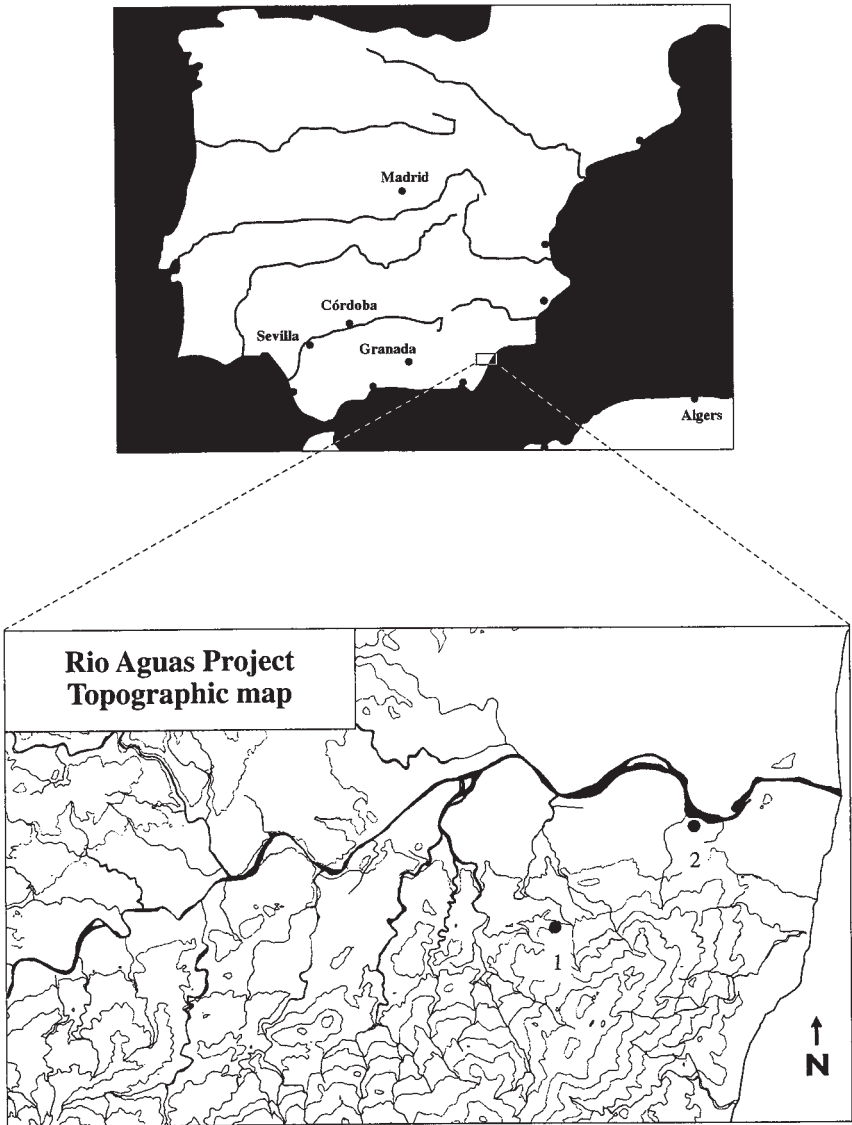 Madrid
Córdoba
Sevilla
Granada
Algers
Rio Aguas Project
Topographic map
2
1
N